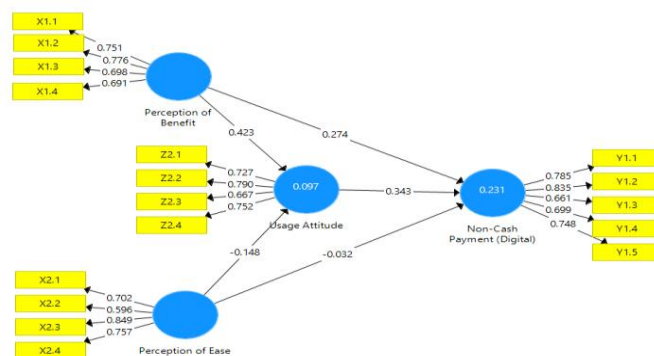 X1.1
X1.2
X1.3
X1.4
0.751
0.776
0.698
0.691
Perception of
Benefit
0.423
0.274
Z2.1
Z2.2
Z2.3
Z2.4
0.727
0.790
0.667
0.752
0.097
Usage Attitude
0.343
0.231
Non-Cash
Payment (Digital)
0.785
0.835
0.661
0.699
0.748
Y1.1
Y1.2
Y1.3
Y1.4
Y1.5
-0.148
-0.032
X2.1
X2.2
X2.3
X2.4
0.702
0.596
0.849
0.757
Perception of Ease